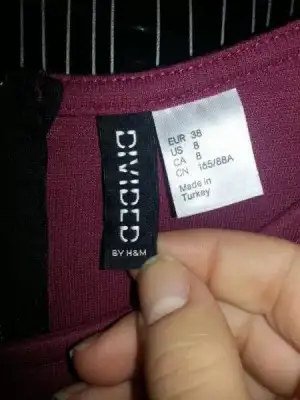 DIVIDED
BY H&M
EUR 38
US 8
CA 8
CN 165/88A
Made in
Turkey